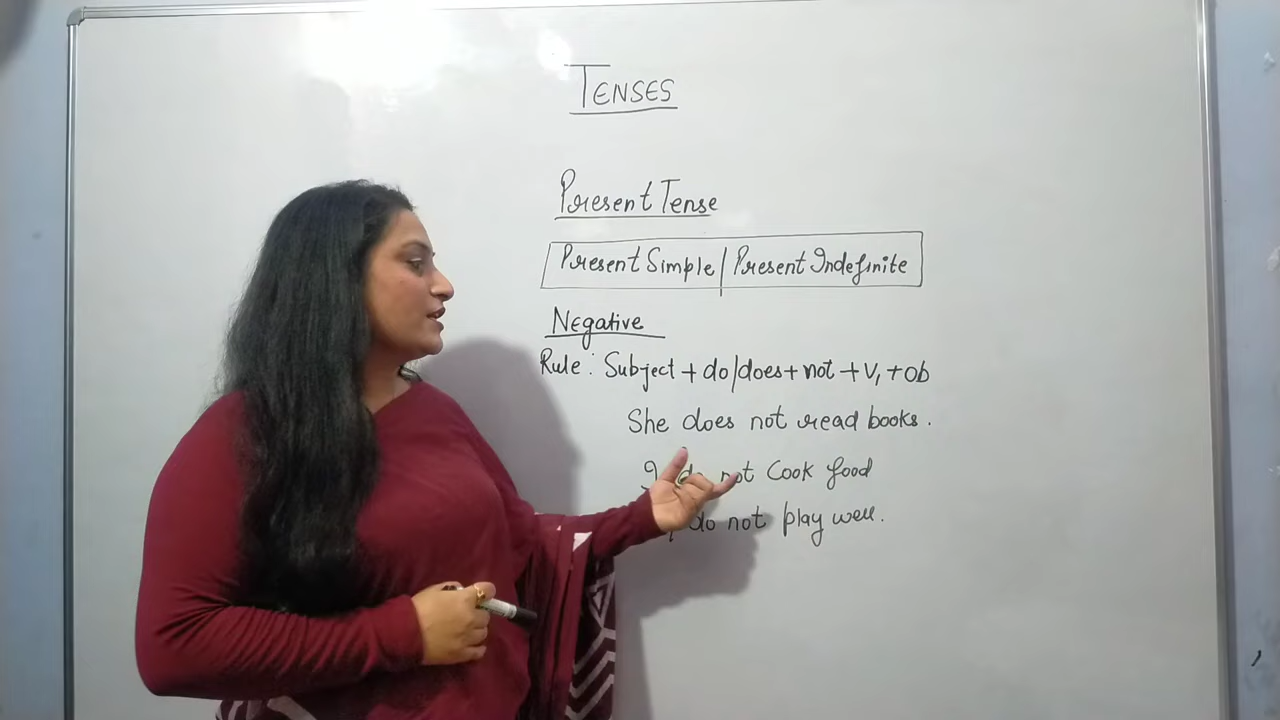 TENSES
Present Tense
Present Simple | Present Indefinite
Negative
Rule: Subject + do/does + not + V1 + ob
She does not read books.
I do not Cook food
do not play well.